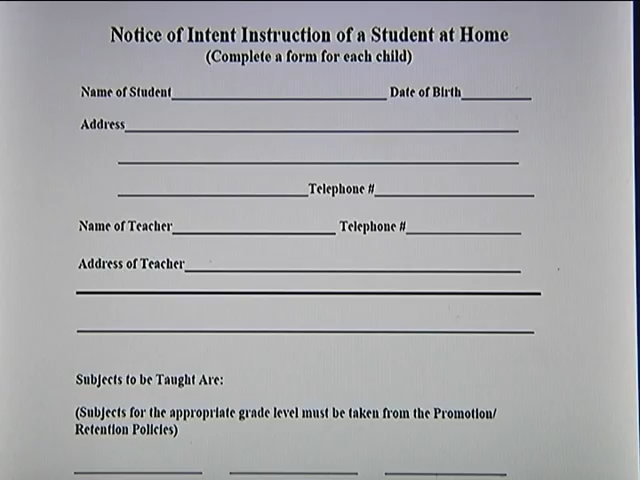 Notice of Intent Instruction of a Student at Home
(Complete a form for each child)
Name of Student Date of Birth
Address
Telephone #
Name of Teacher Telephone #
Address of Teacher
Subjects to be Taught Are:
(Subjects for the appropriate grade level must be taken from the Promotion/
Retention Policies)